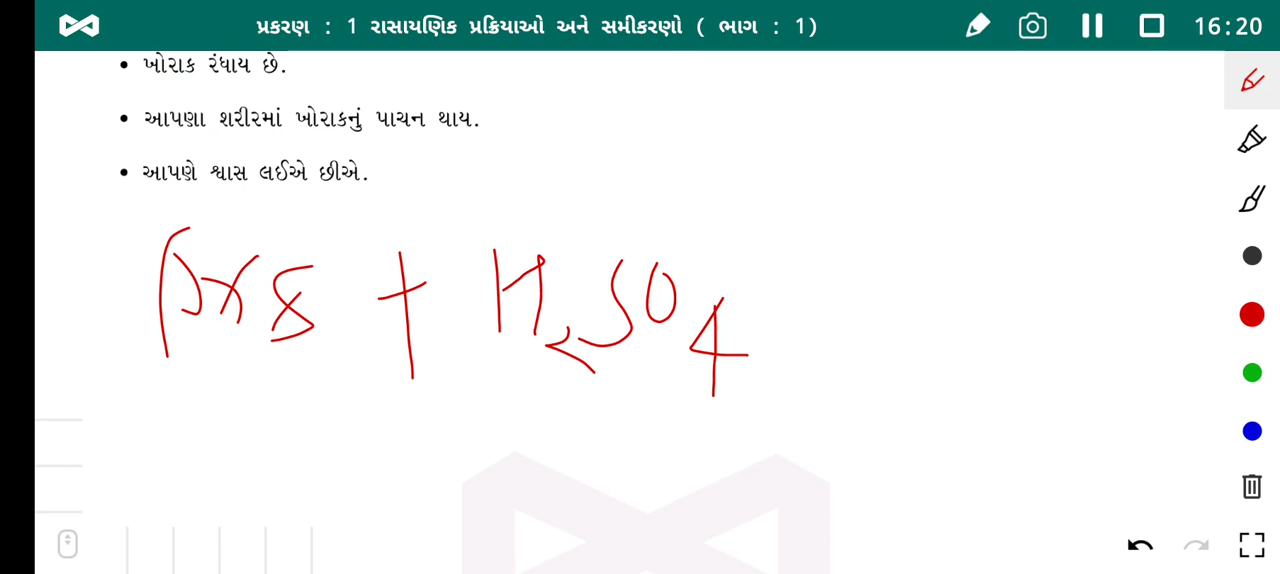 પ્રકરણ : 1 રાસાયણિક પ્રક્રિયાઓ અને સમીકરણો ( ભાગ : 1)
16:20
• ખોરાક રંધાય છે.
• આપણા શરીરમાં ખોરાકનું પાચન થાય.
• આપણે શ્વાસ લઈએ છીએ.
ઝિંક + H₂SO₄